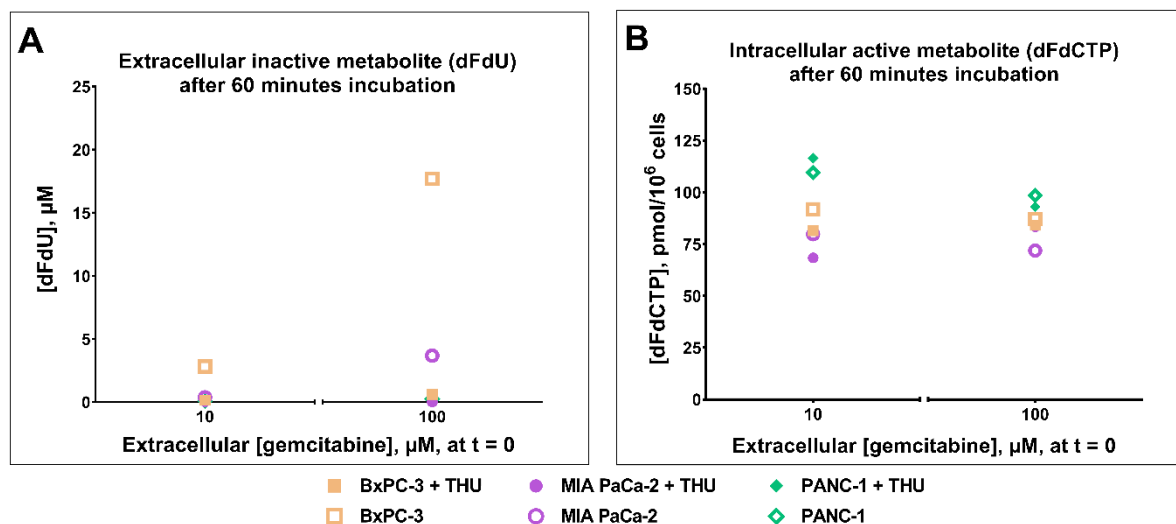 A
Extracellular inactive metabolite (dFdU)
after 60 minutes incubation
25
20
15
10
5
0
[dFdU], µM
10
100
Extracellular [gemcitabine], µM, at t = 0
B
Intracellular active metabolite (dFdCTP)
after 60 minutes incubation
150
125
100
75
50
25
0
[dFdCTP], pmol/10⁶ cells
10
100
Extracellular [gemcitabine], µM, at t = 0
BxPC-3 + THU
MIA PaCa-2 + THU
PANC-1 + THU
BxPC-3
MIA PaCa-2
PANC-1